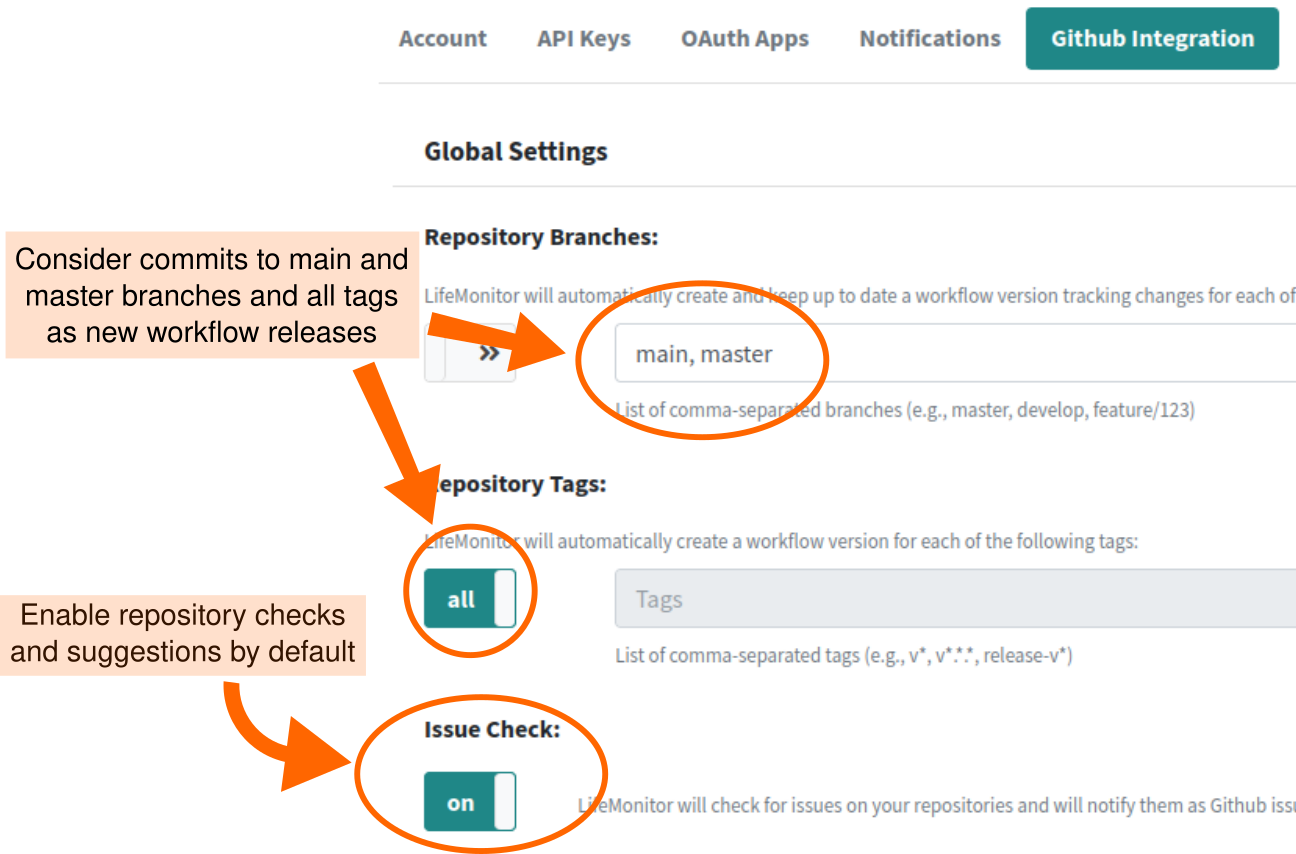 Account API Keys OAuth Apps Notifications Github Integration
Global Settings
Repository Branches:
Consider commits to main and
master branches and all tags
as new workflow releases
LifeMonitor will automatically create and keep up to date a workflow version tracking changes for each of
»
main, master
List of comma-separated branches (e.g., master, develop, feature/123)
epository Tags:
LifeMonitor will automatically create a workflow version for each of the following tags:
all
Tags
List of comma-separated tags (e.g., v*, v*.*.*, release-v*)
Enable repository checks
and suggestions by default
Issue Check:
on
LifeMonitor will check for issues on your repositories and will notify them as Github issu